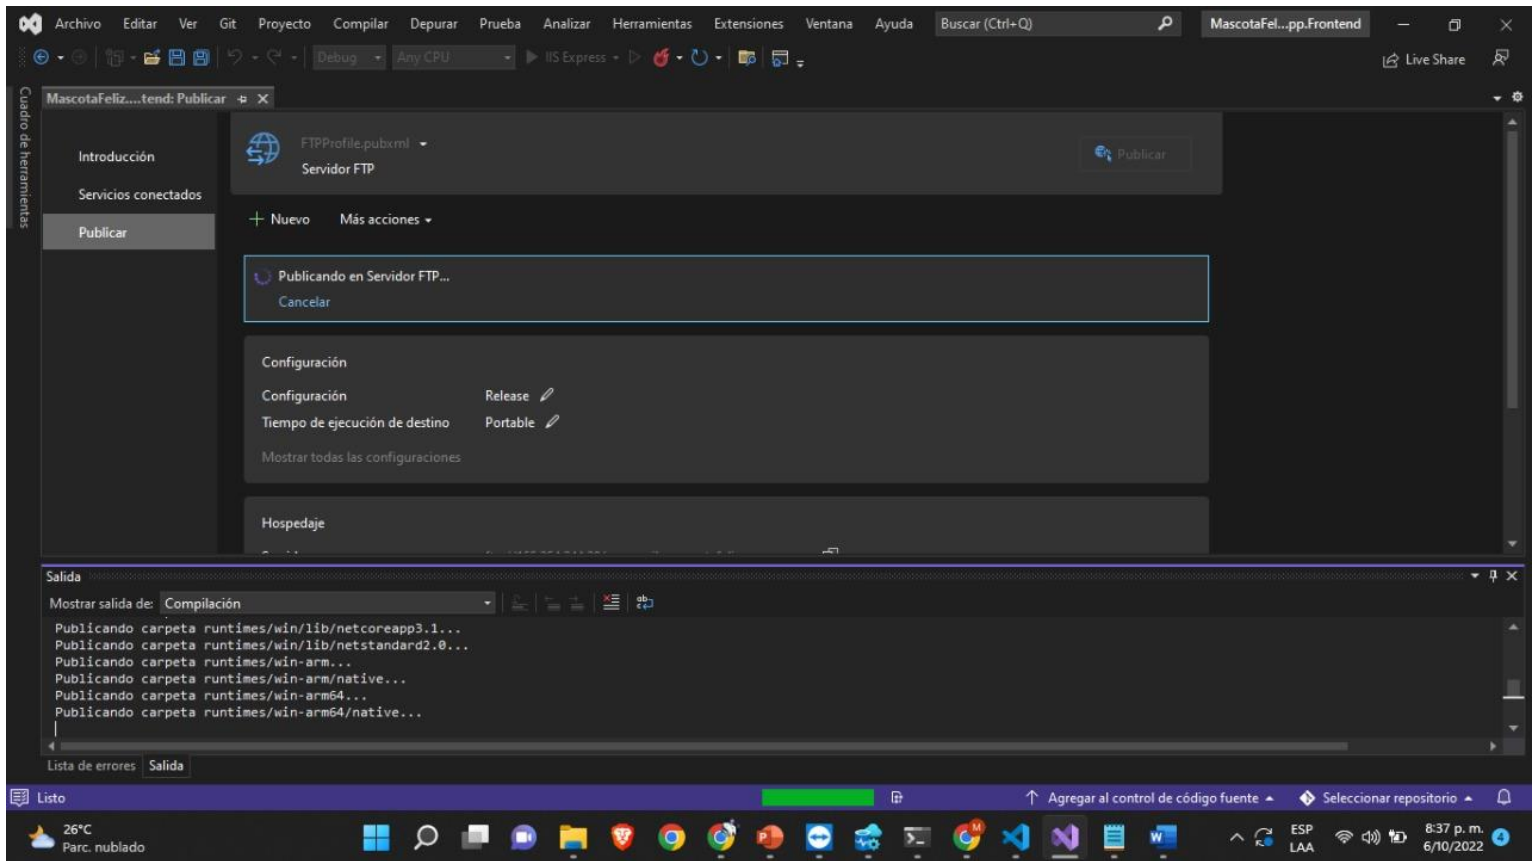 Archivo Editar Ver Git Proyecto Compilar Depurar Prueba Analizar Herramientas Extensiones Ventana Ayuda Buscar (Ctrl+Q) MascotaFel...pp.Frontend
Debug Any CPU IIS Express Live Share
Cuadro de herramientas
MascotaFeliz....tend: Publicar
Introducción
Servicios conectados
Publicar
FTPProfile.pubxml
Servidor FTP
Publicar
Nuevo Más acciones
Publicando en Servidor FTP...
Cancelar
Configuración
Configuración Release
Tiempo de ejecución de destino Portable
Mostrar todas las configuraciones
Hospedaje
Salida
Mostrar salida de: Compilación
Publicando carpeta runtimes/win/lib/netcoreapp3.1...
Publicando carpeta runtimes/win/lib/netstandard2.0...
Publicando carpeta runtimes/win-arm...
Publicando carpeta runtimes/win-arm/native...
Publicando carpeta runtimes/win-arm64...
Publicando carpeta runtimes/win-arm64/native...
Lista de errores Salida
Listo Agregar al control de código fuente Seleccionar repositorio
26°C
Parc. nublado
ESP
LAA
8:37 p. m.
6/10/2022
4